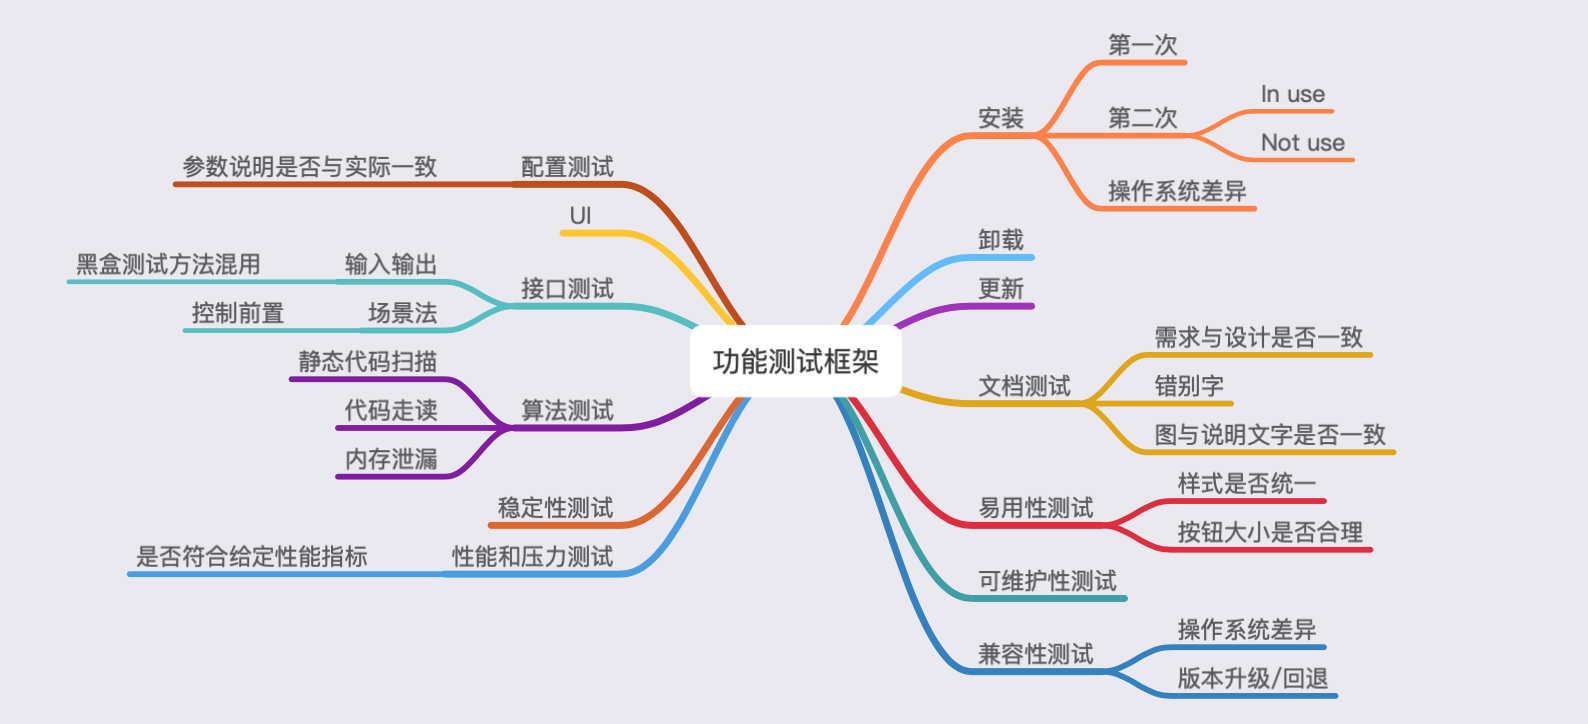 功能测试框架
安装
第一次
第二次
In use
Not use
操作系统差异
卸载
更新
文档测试
需求与设计是否一致
错别字
图与说明文字是否一致
易用性测试
样式是否统一
按钮大小是否合理
可维护性测试
兼容性测试
操作系统差异
版本升级/回退
配置测试
参数说明是否与实际一致
UI
接口测试
输入输出
黑盒测试方法混用
场景法
控制前置
算法测试
静态代码扫描
代码走读
内存泄漏
稳定性测试
性能和压力测试
是否符合给定性能指标